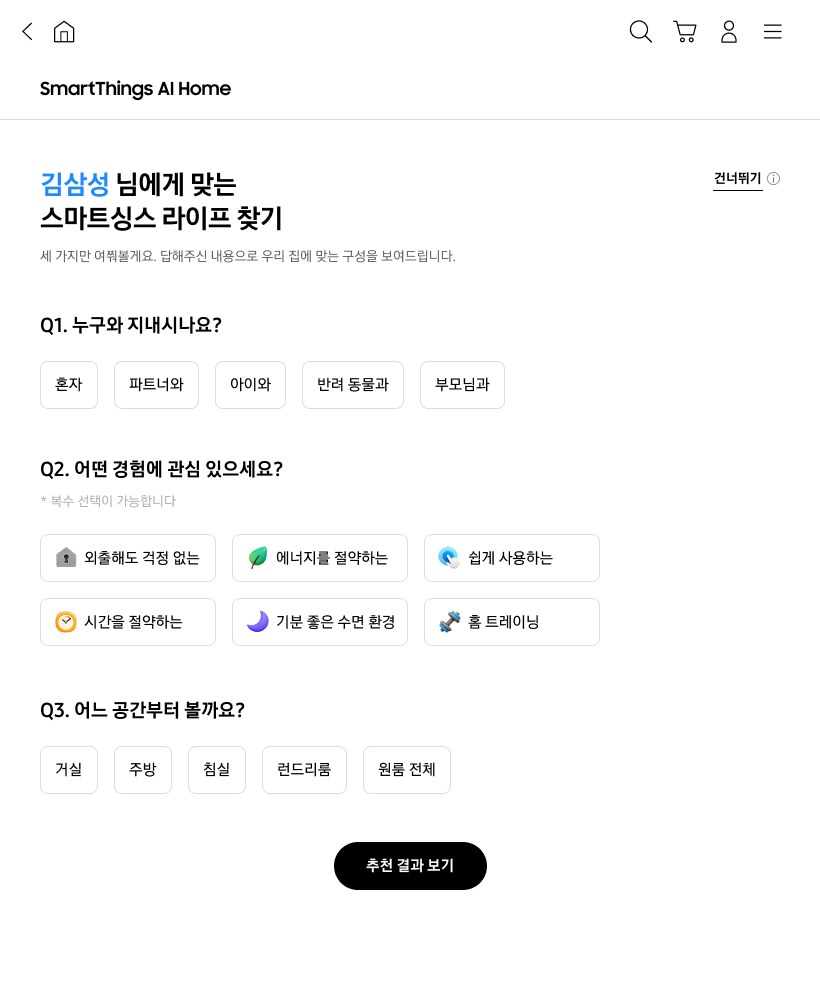 SmartThings AI Home
김삼성 님에게 맞는
스마트싱스 라이프 찾기
건너뛰기
세 가지만 여쭤볼게요. 답해주신 내용으로 우리 집에 맞는 구성을 보여드립니다.
Q1. 누구와 지내시나요?
혼자 파트너와 아이와 반려 동물과 부모님과
Q2. 어떤 경험에 관심 있으세요?
* 복수 선택이 가능합니다
외출해도 걱정 없는 에너지를 절약하는 쉽게 사용하는
시간을 절약하는 기분 좋은 수면 환경 홈 트레이닝
Q3. 어느 공간부터 볼까요?
거실 주방 침실 런드리룸 원룸 전체
추천 결과 보기